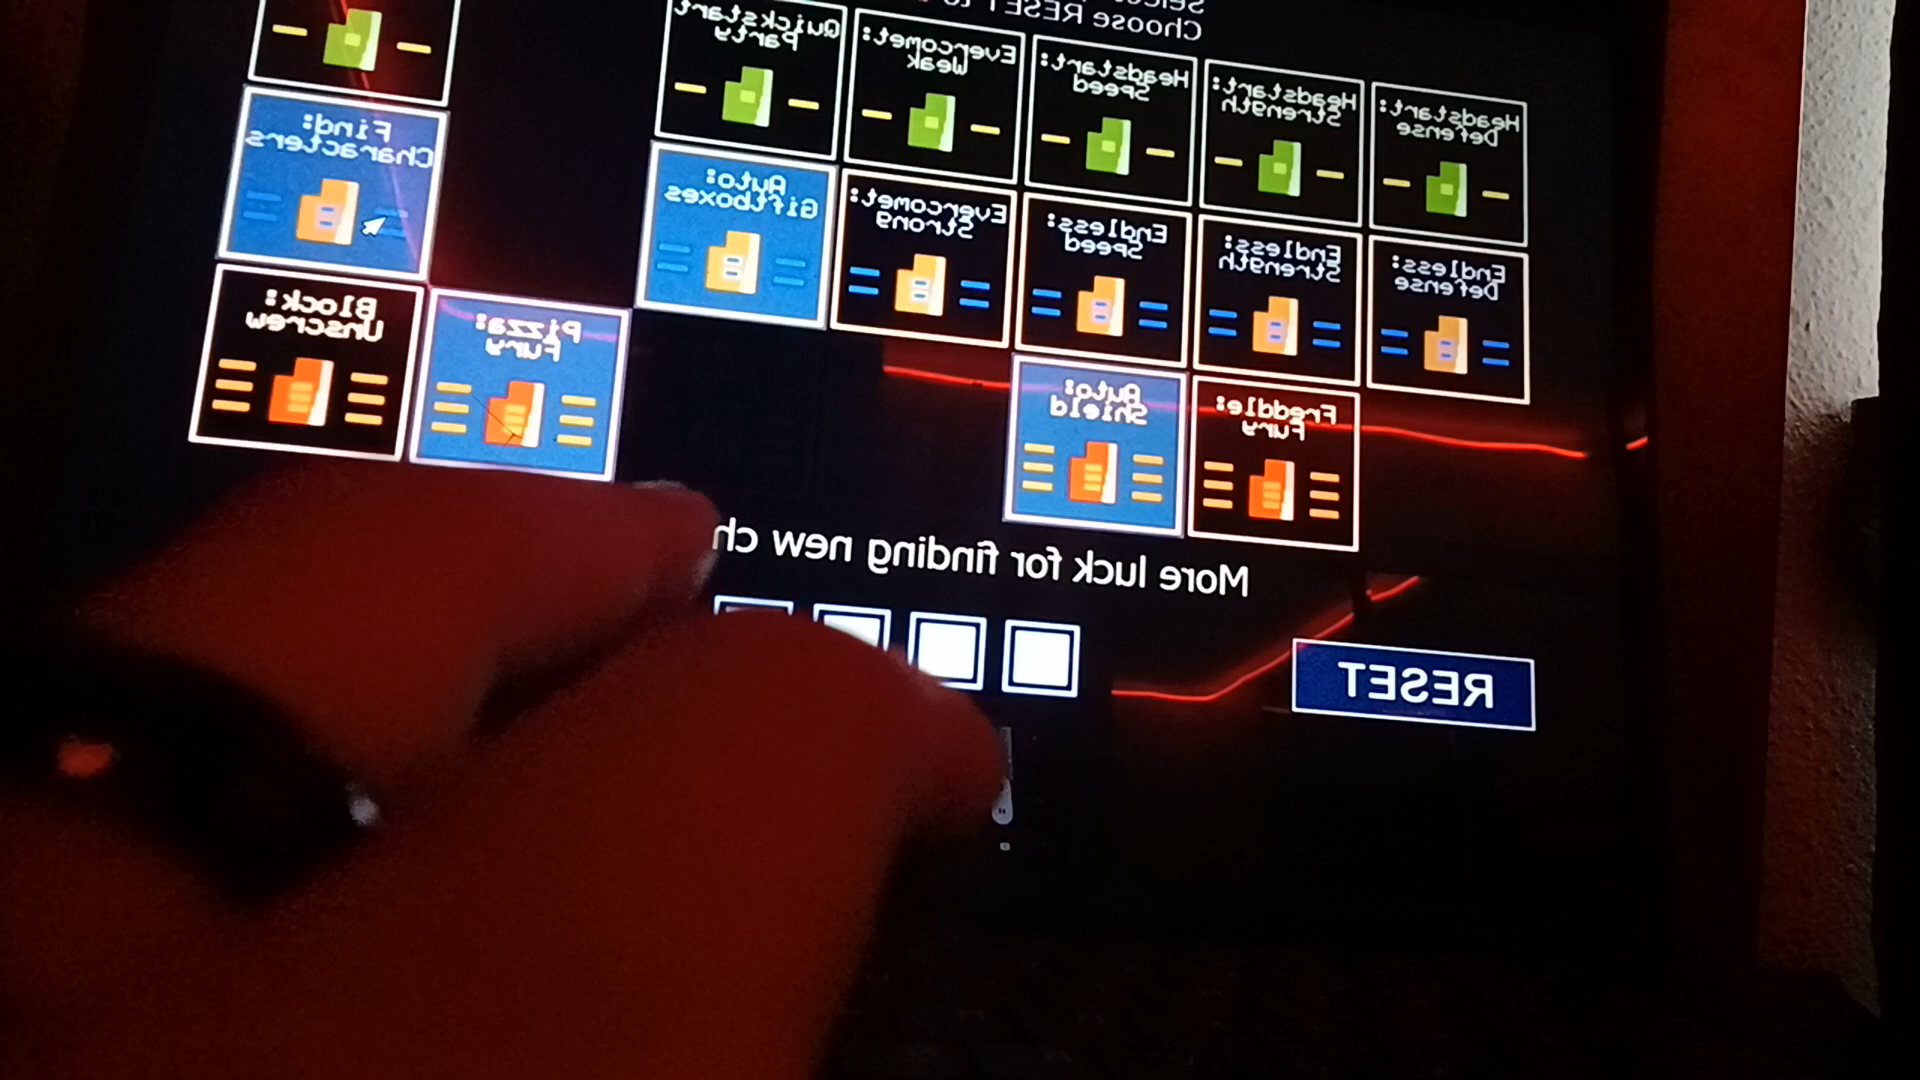 Choose RESET to
Headstart:
Defense
Headstart:
Strength
Headstart:
Speed
Evercomet:
Weak
Quickstart:
Party
Endless:
Defense
Endless:
Strength
Endless:
Speed
Evercomet:
Strong
Auto:
Giftboxes
Find:
Characters
Freddle:
Fury
Auto:
Shield
Pizza:
Fury
Block:
Unscrew
More luck for finding new ch
RESET